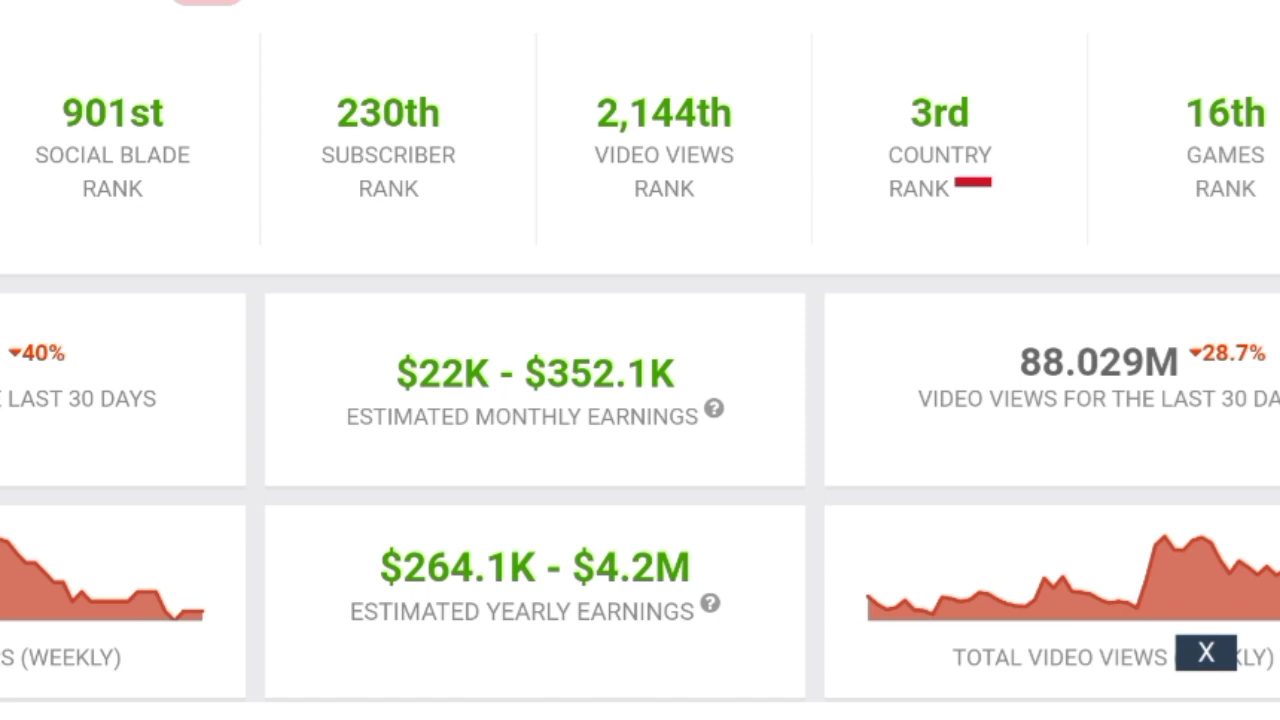 901st
SOCIAL BLADE
RANK
230th
SUBSCRIBER
RANK
2,144th
VIDEO VIEWS
RANK
3rd
COUNTRY
RANK
16th
GAMES
RANK
40%
LAST 30 DAYS
$22K - $352.1K
ESTIMATED MONTHLY EARNINGS ?
88.029M 28.7%
VIDEO VIEWS FOR THE LAST 30 DA
S (WEEKLY)
$264.1K - $4.2M
ESTIMATED YEARLY EARNINGS ?
TOTAL VIDEO VIEWS X KLY)